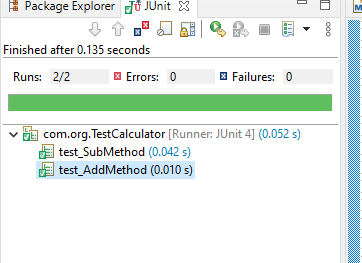 Package Explorer JUnit
Finished after 0.135 seconds
Runs: 2/2 Errors: 0 Failures: 0
com.org.TestCalculator [Runner: JUnit 4] (0.052 s)
test_SubMethod (0.042 s)
test_AddMethod (0.010 s)